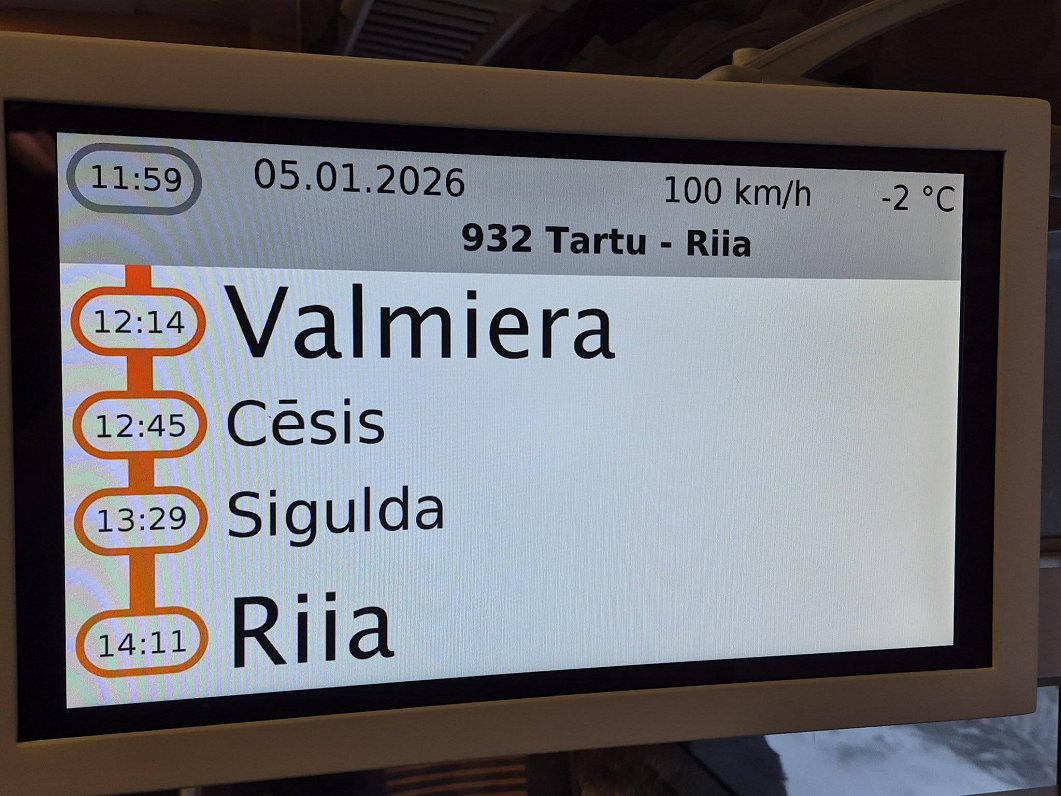 11:59 05.01.2026 100 km/h -2 °C
932 Tartu - Riia
12:14 Valmiera
12:45 Cēsis
13:29 Sigulda
14:11 Riia